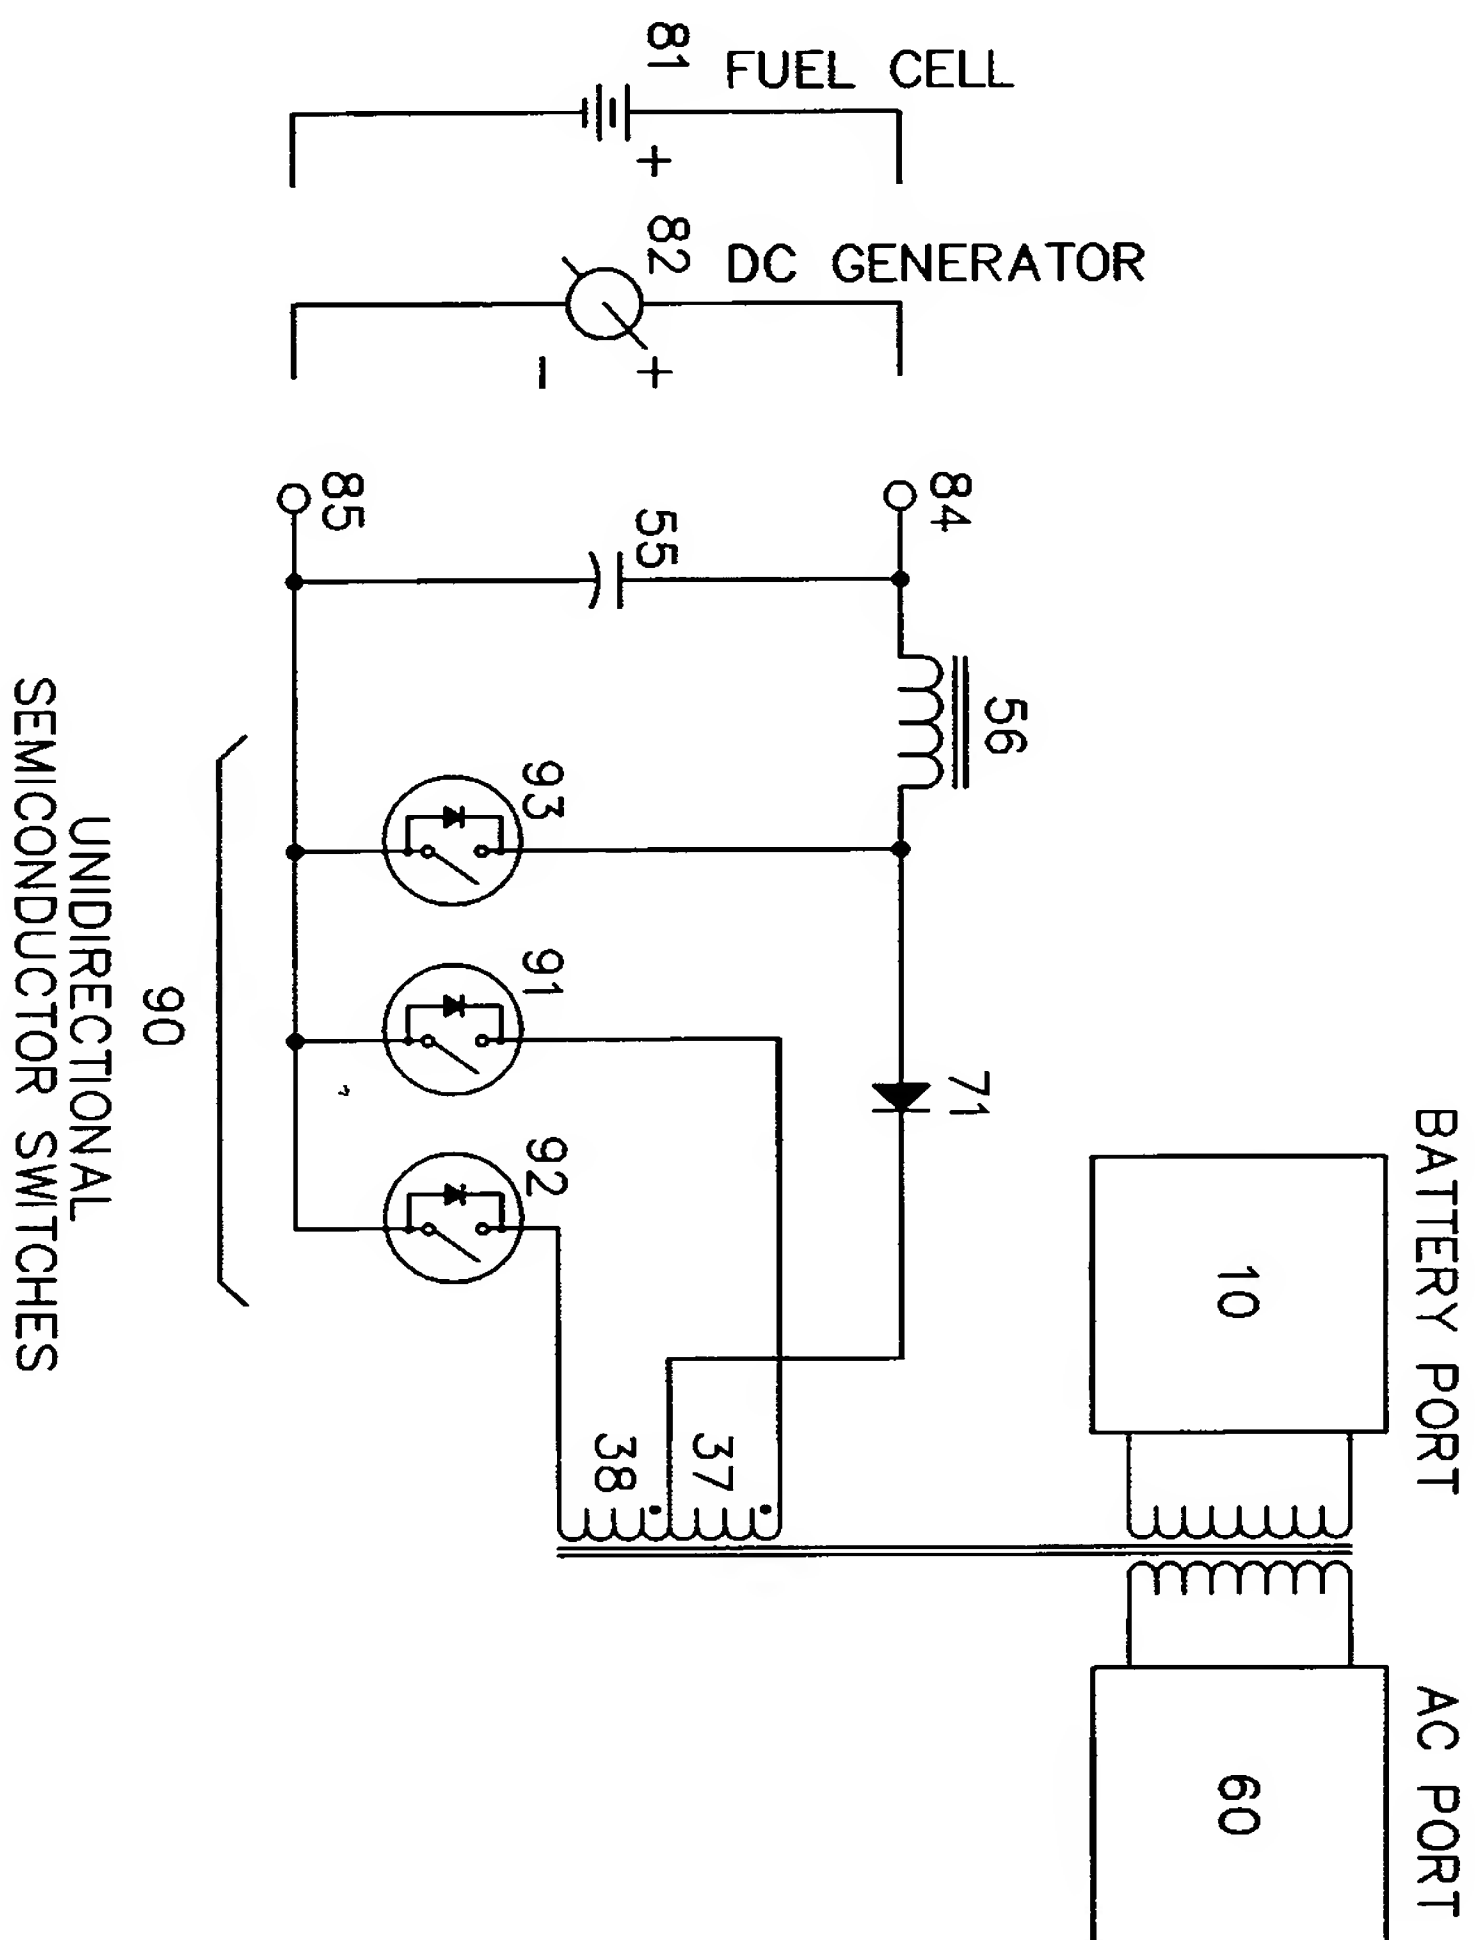 81 FUEL CELL
+
82 DC GENERATOR
- +
85
84
55
56
93
91
92
71
90
UNIDIRECTIONAL
SEMICONDUCTOR SWITCHES
38
37
BATTERY PORT
10
AC PORT
60